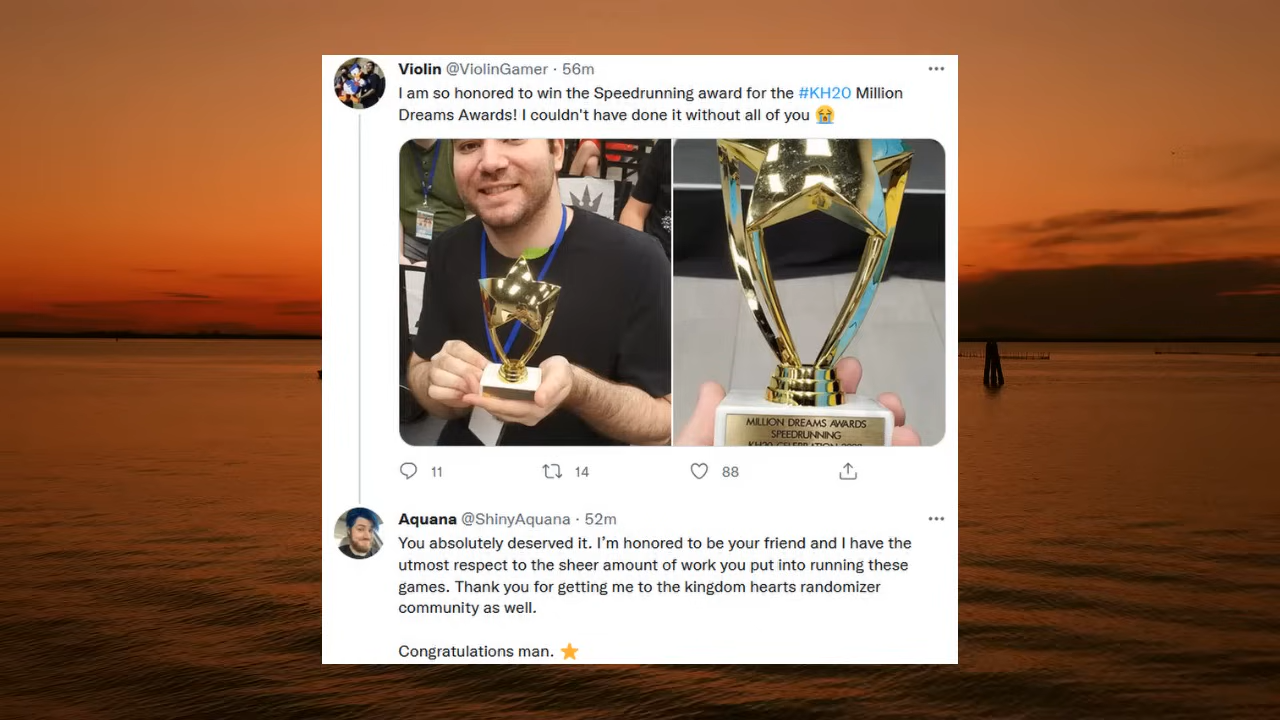 Violin @ViolinGamer · 56m
I am so honored to win the Speedrunning award for the #KH20 Million
Dreams Awards! I couldn't have done it without all of you 😭
MILLION DREAMS AWARDS
SPEEDRUNNING
KH20 CELEBRATION
11 14 88
Aquana @ShinyAquana · 52m
You absolutely deserved it. I’m honored to be your friend and I have the
utmost respect to the sheer amount of work you put into running these
games. Thank you for getting me to the kingdom hearts randomizer
community as well.
Congratulations man. ⭐